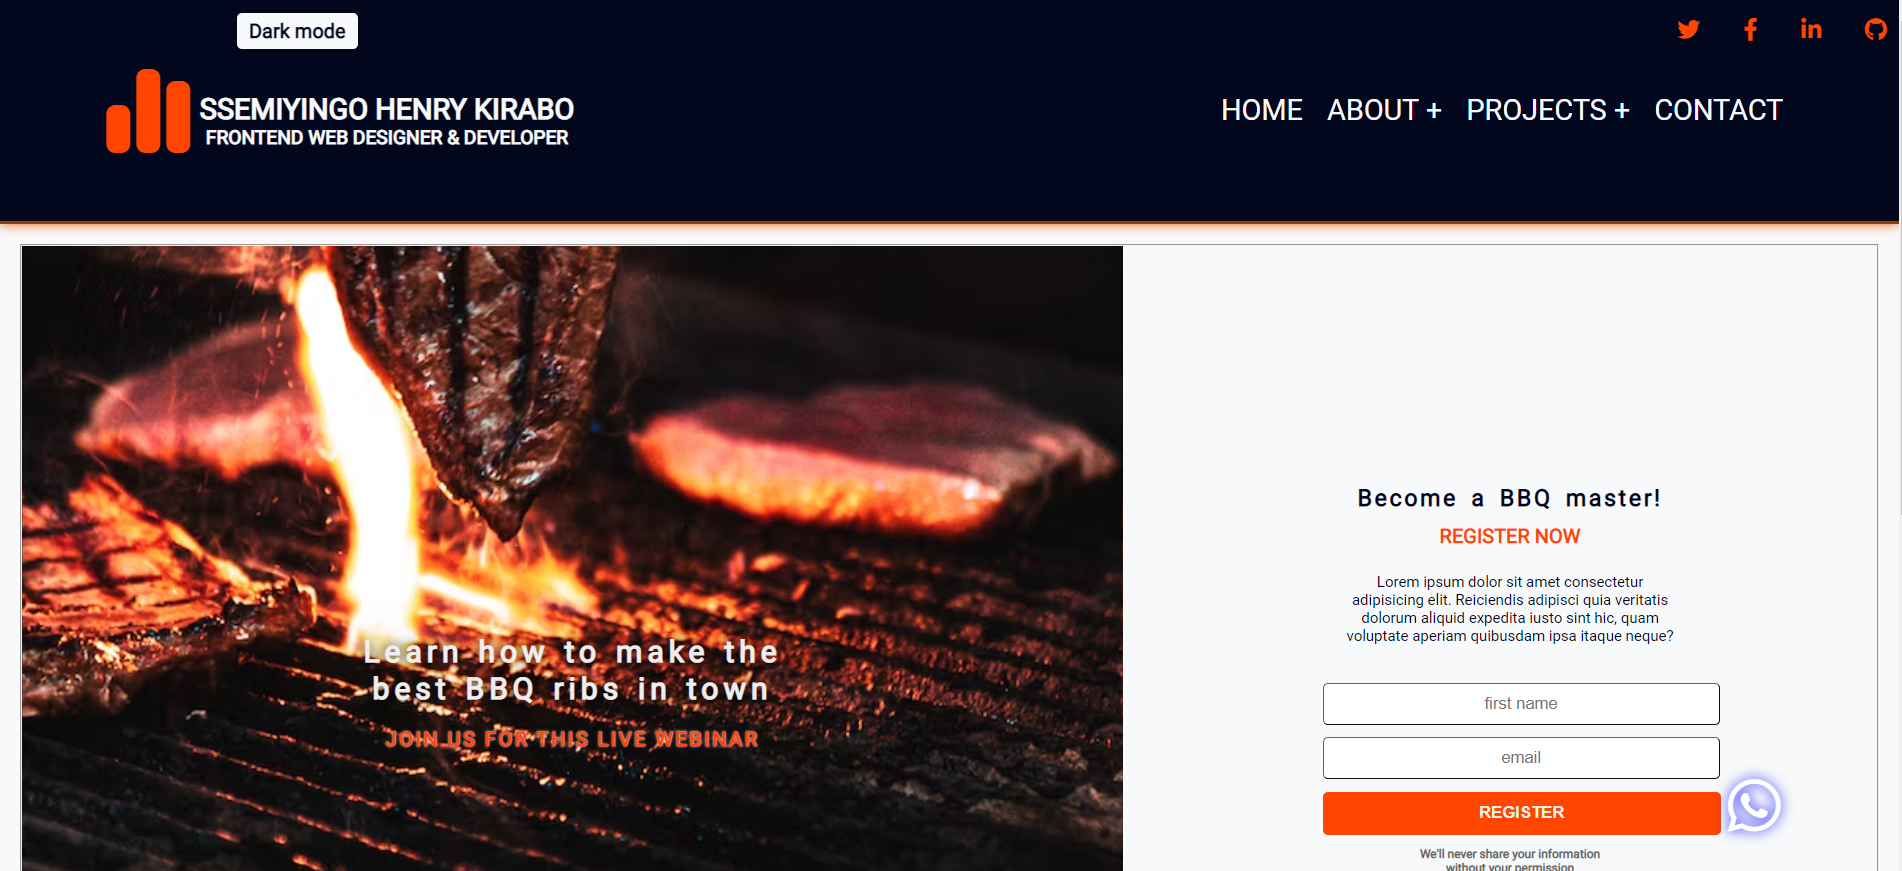 Dark mode
SSEMIYINGO HENRY KIRABO
FRONTEND WEB DESIGNER & DEVELOPER
HOME ABOUT + PROJECTS + CONTACT
Learn how to make the
best BBQ ribs in town
JOIN US FOR THIS LIVE WEBINAR
Become a BBQ master!
REGISTER NOW
Lorem ipsum dolor sit amet consectetur
adipisicing elit. Reiciendis adipisci quia veritatis
dolorum aliquid expedita iusto sint hic, quam
voluptate aperiam quibusdam ipsa itaque neque?
first name
email
REGISTER
We'll never share your information
without your permission